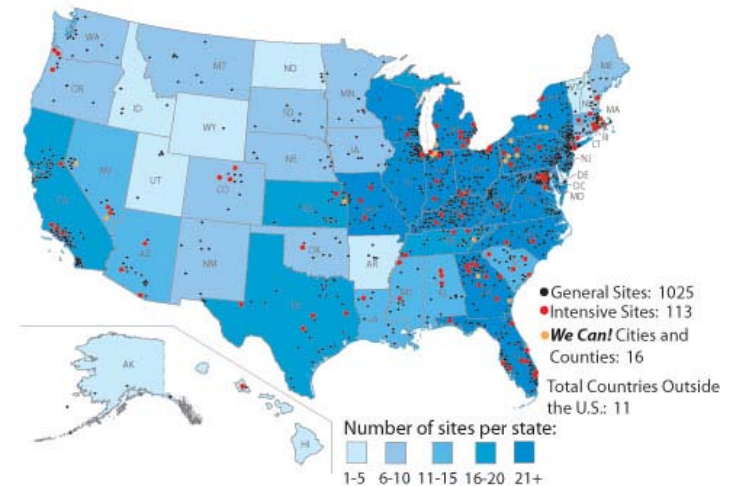 WA
MT
ND
ME
OR
ID
MN
SD
WY
MA
RI
CT
NE
IA
NJ
NV
UT
CO
DE
DC
MD
CA
AZ
NM
OK
AR
TX
LA
AK
HI
General Sites: 1025
Intensive Sites: 113
We Can! Cities and
Counties: 16
Total Countries Outside
the U.S.: 11
Number of sites per state:
1-5 6-10 11-15 16-20 21+